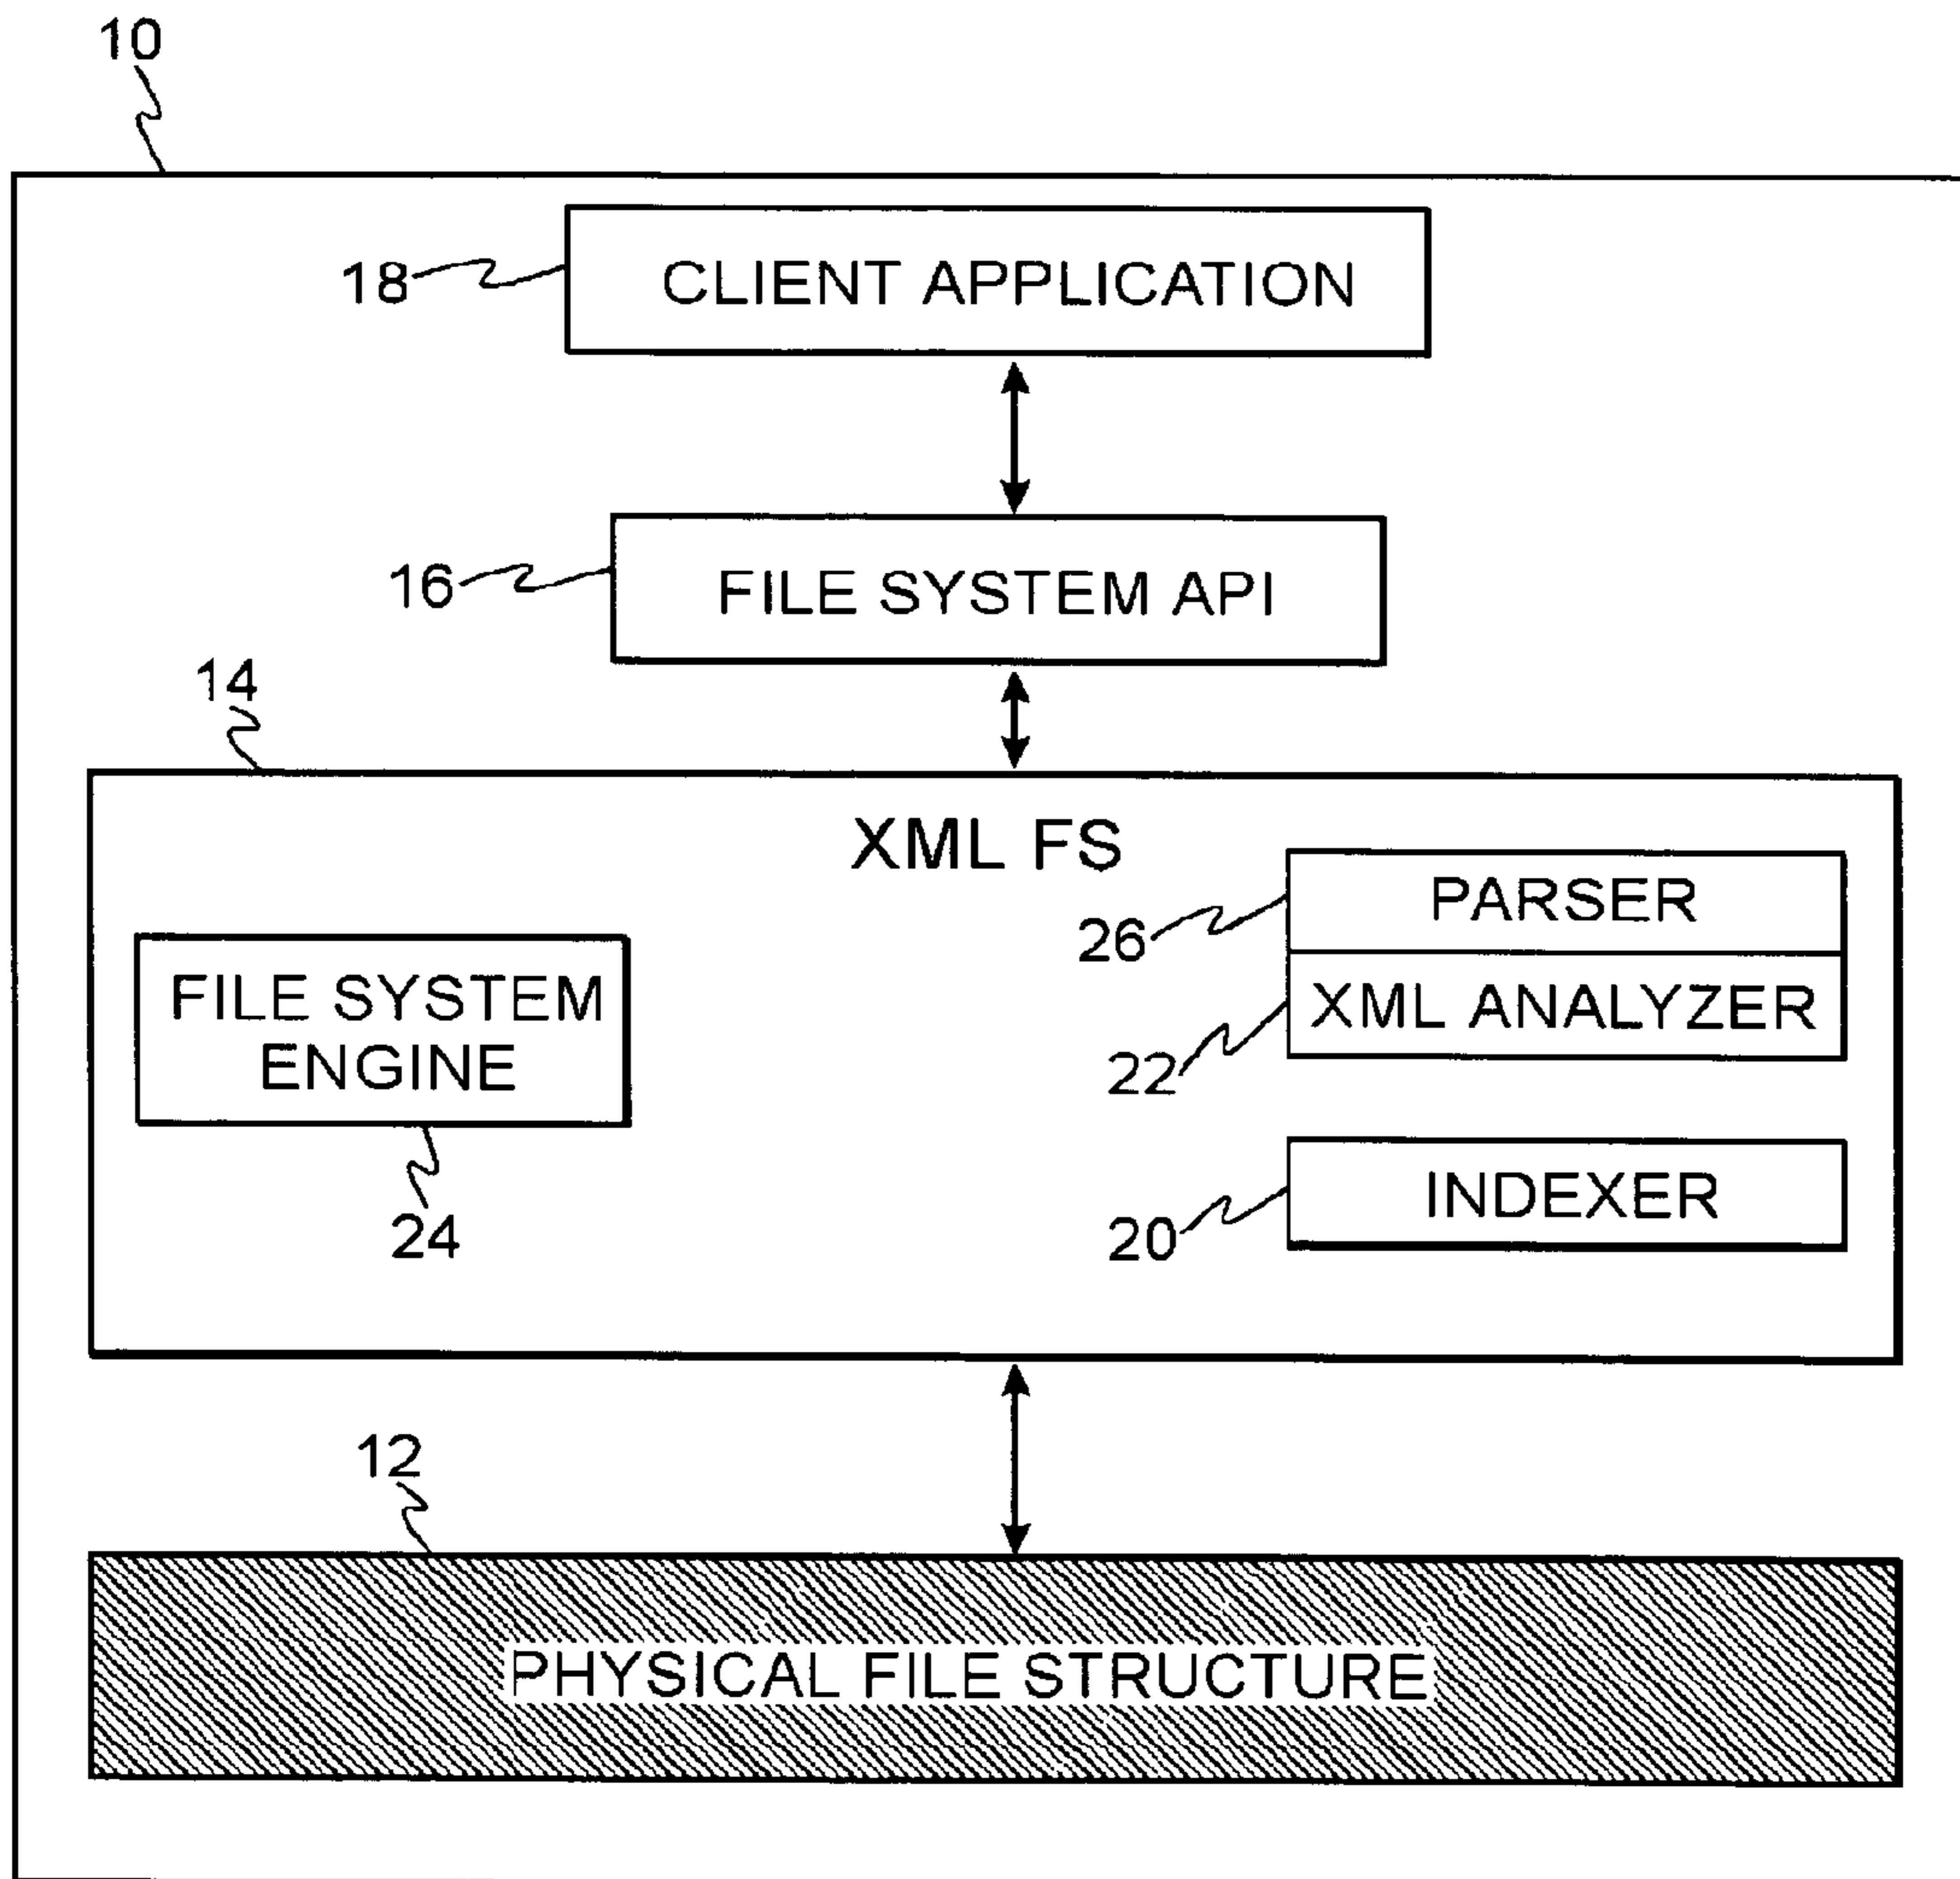 10
18
CLIENT APPLICATION
16
FILE SYSTEM API
14
XML FS
PARSER
26
FILE SYSTEM
ENGINE
XML ANALYZER
22
24
INDEXER
20
12
PHYSICAL FILE STRUCTURE